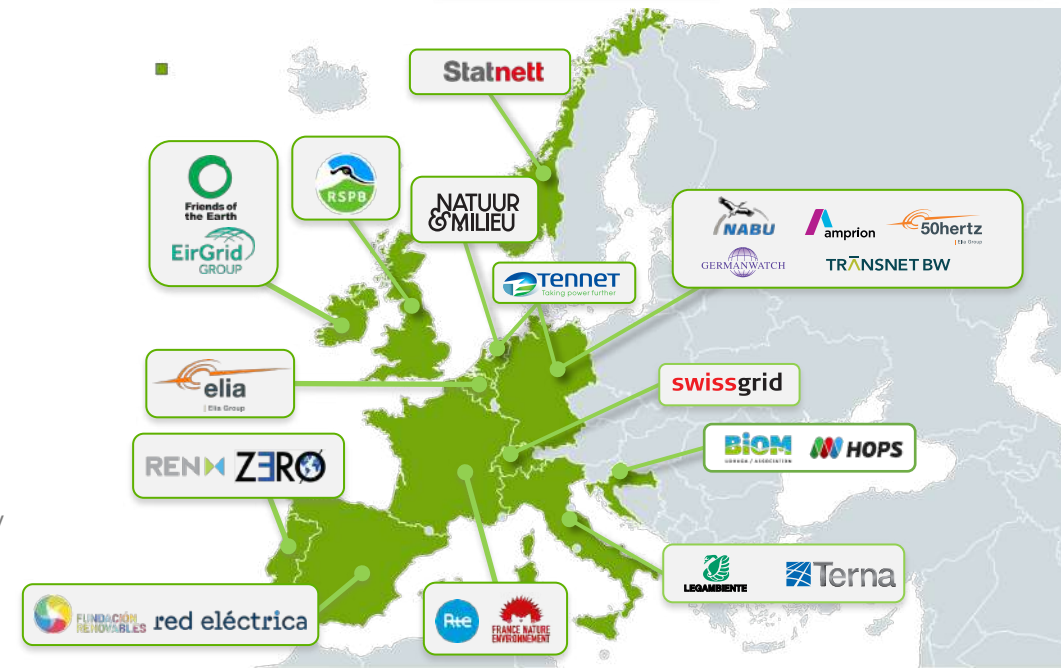 Statnett
Friends of
the Earth
EirGrid
GROUP
RSPB
NATUUR
&MILIEU
TENNET
Taking power further
NABU
amprion
50hertz
| Elia Group
GERMANWATCH
TRANSNET BW
elia
| Elia Group
swissgrid
REN
ZERO
BIOM
UDRUGA / ASSOCIATION
HOPS
LEGAMBIENTE
Terna
FUNDACIÓN
RENOVABLES
red eléctrica
Rte
FRANCE NATURE
ENVIRONNEMENT